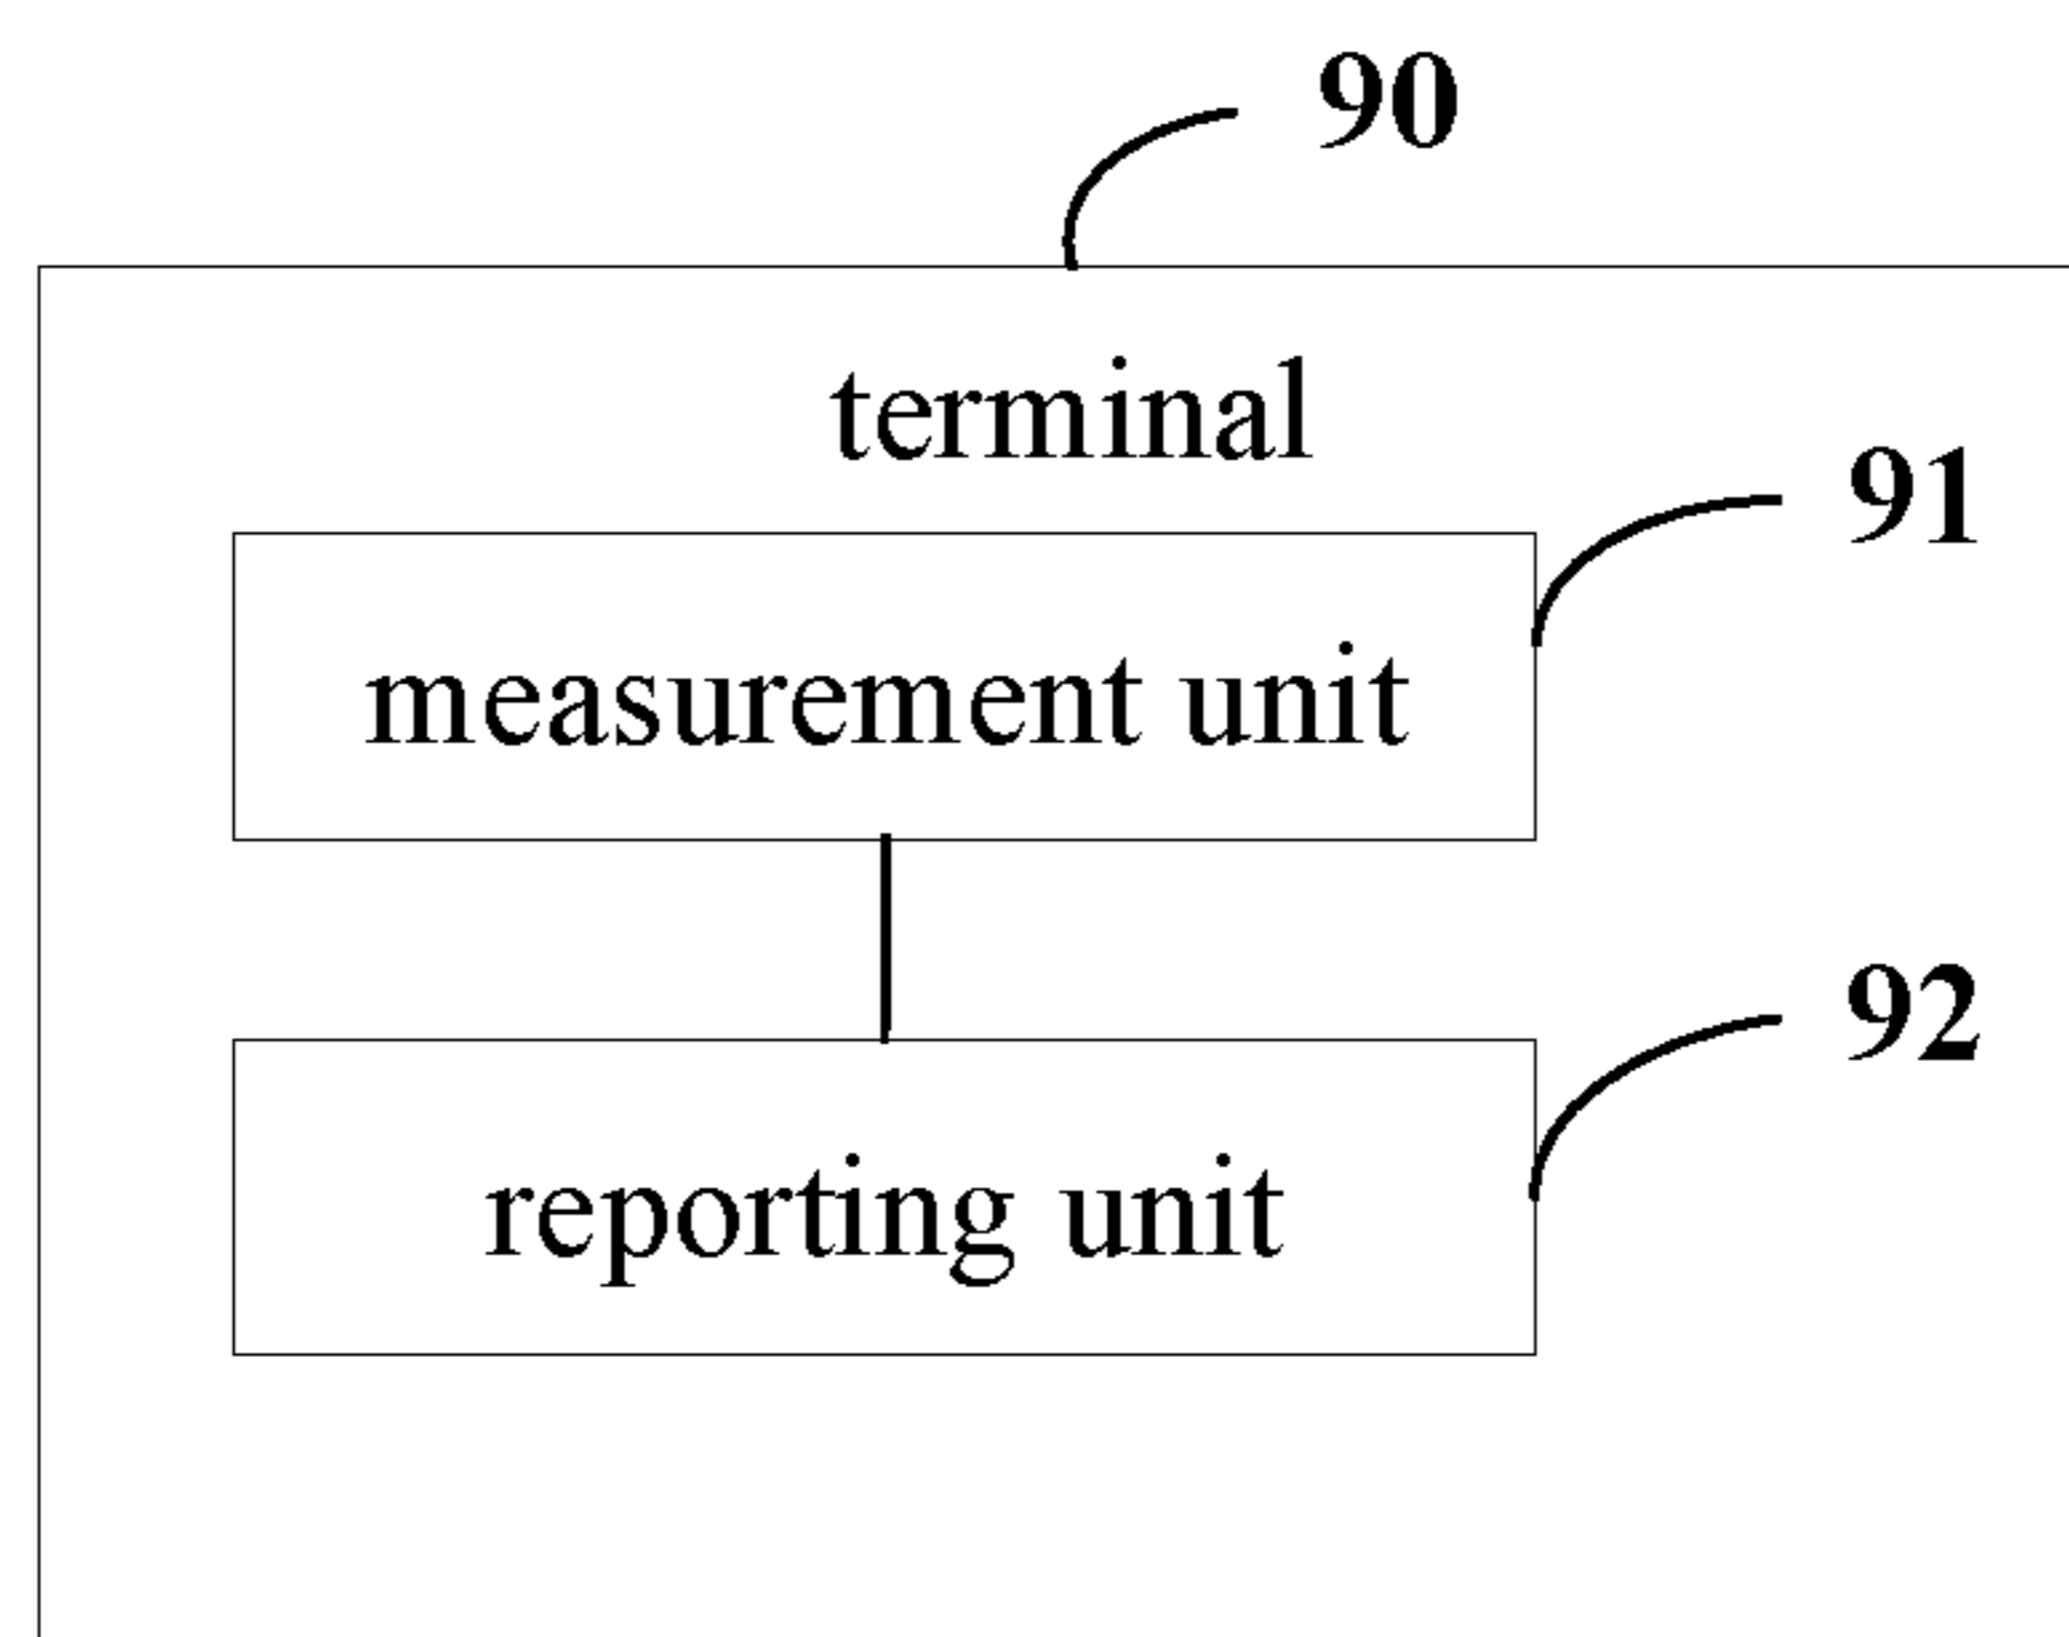 90
terminal
91
measurement unit
92
reporting unit